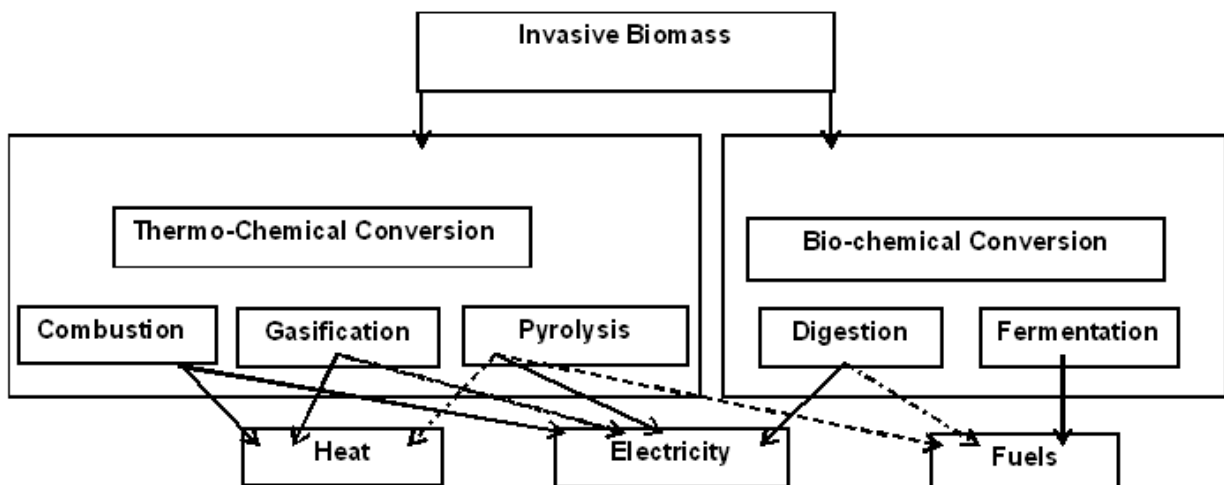 Invasive Biomass
Thermo-Chemical Conversion
Bio-chemical Conversion
Combustion
Gasification
Pyrolysis
Digestion
Fermentation
Heat
Electricity
Fuels